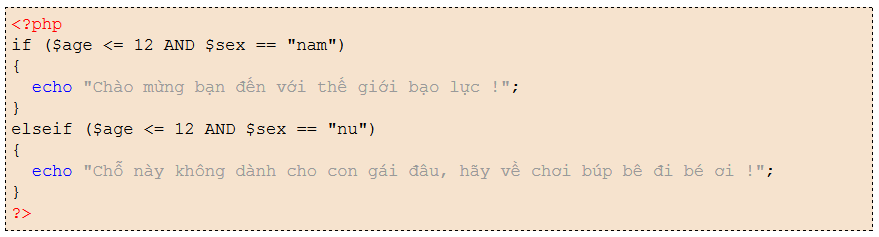 <?php
if ($age <= 12 AND $sex == "nam")
{
  echo "Chào mừng bạn đến với thế giới bạo lực !";
}
elseif ($age <= 12 AND $sex == "nu")
{
  echo "Chỗ này không dành cho con gái đâu, hãy về chơi búp bê đi bé ơi !";
}
?>